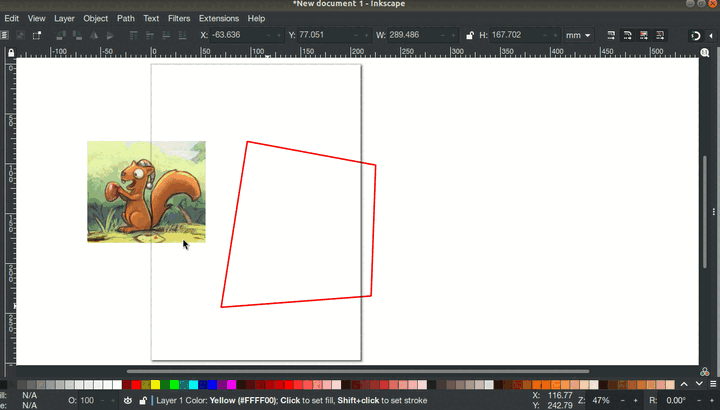 *New document 1 - Inkscape
Edit View Layer Object Path Text Filters Extensions Help
X: -63.636 Y: 77.051 W: 289.486 H: 167.702 mm
-100 -50 0 50 100 150 200 250 300 350 400 450 500
N/A O: 100 Layer 1 Color: Yellow (#FFFF00); Click to set fill, Shift+click to set stroke X: 116.77 Z: 47% R: 0.00°
N/A Y: 242.79